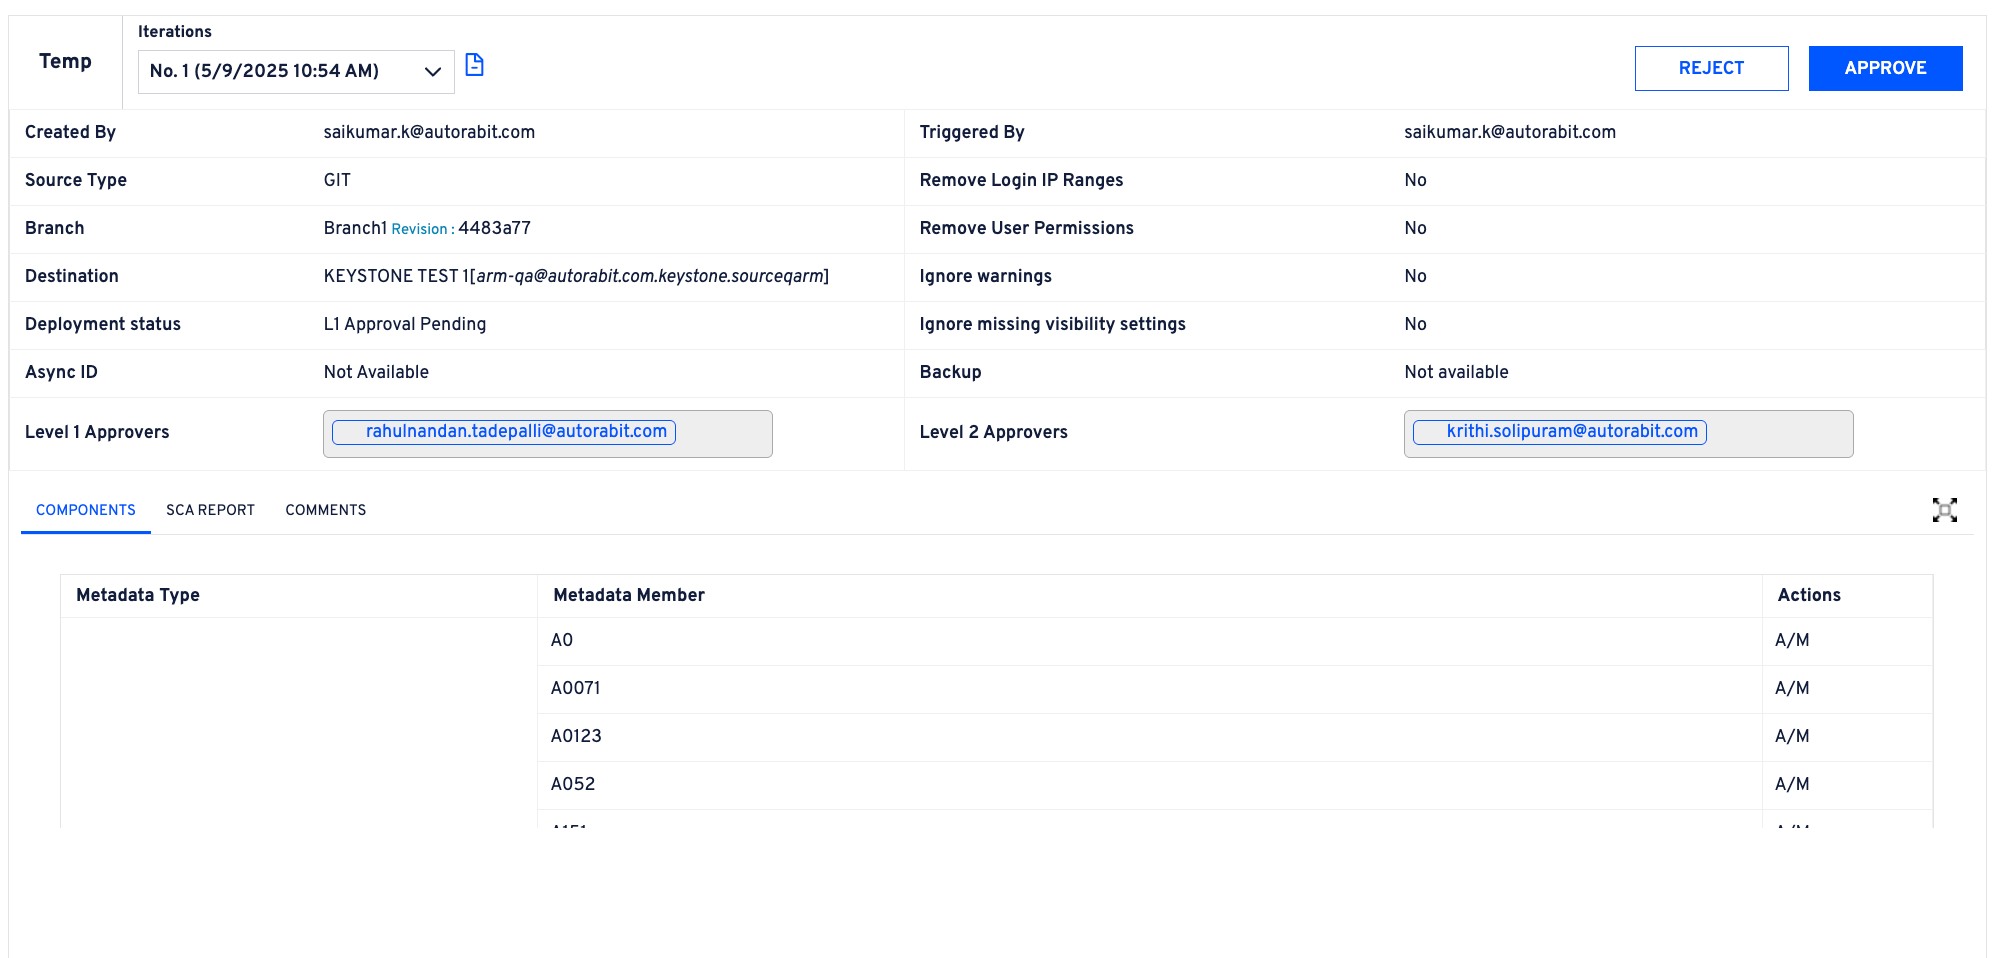 Temp
Iterations
No. 1 (5/9/2025 10:54 AM)
REJECT
APPROVE
Created By
saikumar.k@autorabit.com
Triggered By
saikumar.k@autorabit.com
Source Type
GIT
Remove Login IP Ranges
No
Branch
Branch1 Revision : 4483a77
Remove User Permissions
No
Destination
KEYSTONE TEST 1[arm-qa@autorabit.com.keystone.sourceqarm]
Ignore warnings
No
Deployment status
L1 Approval Pending
Ignore missing visibility settings
No
Async ID
Not Available
Backup
Not available
Level 1 Approvers
rahulnandan.tadepalli@autorabit.com
Level 2 Approvers
krithi.solipuram@autorabit.com
COMPONENTS
SCA REPORT
COMMENTS
Metadata Type
Metadata Member
Actions
A0
A/M
A0071
A/M
A0123
A/M
A052
A/M